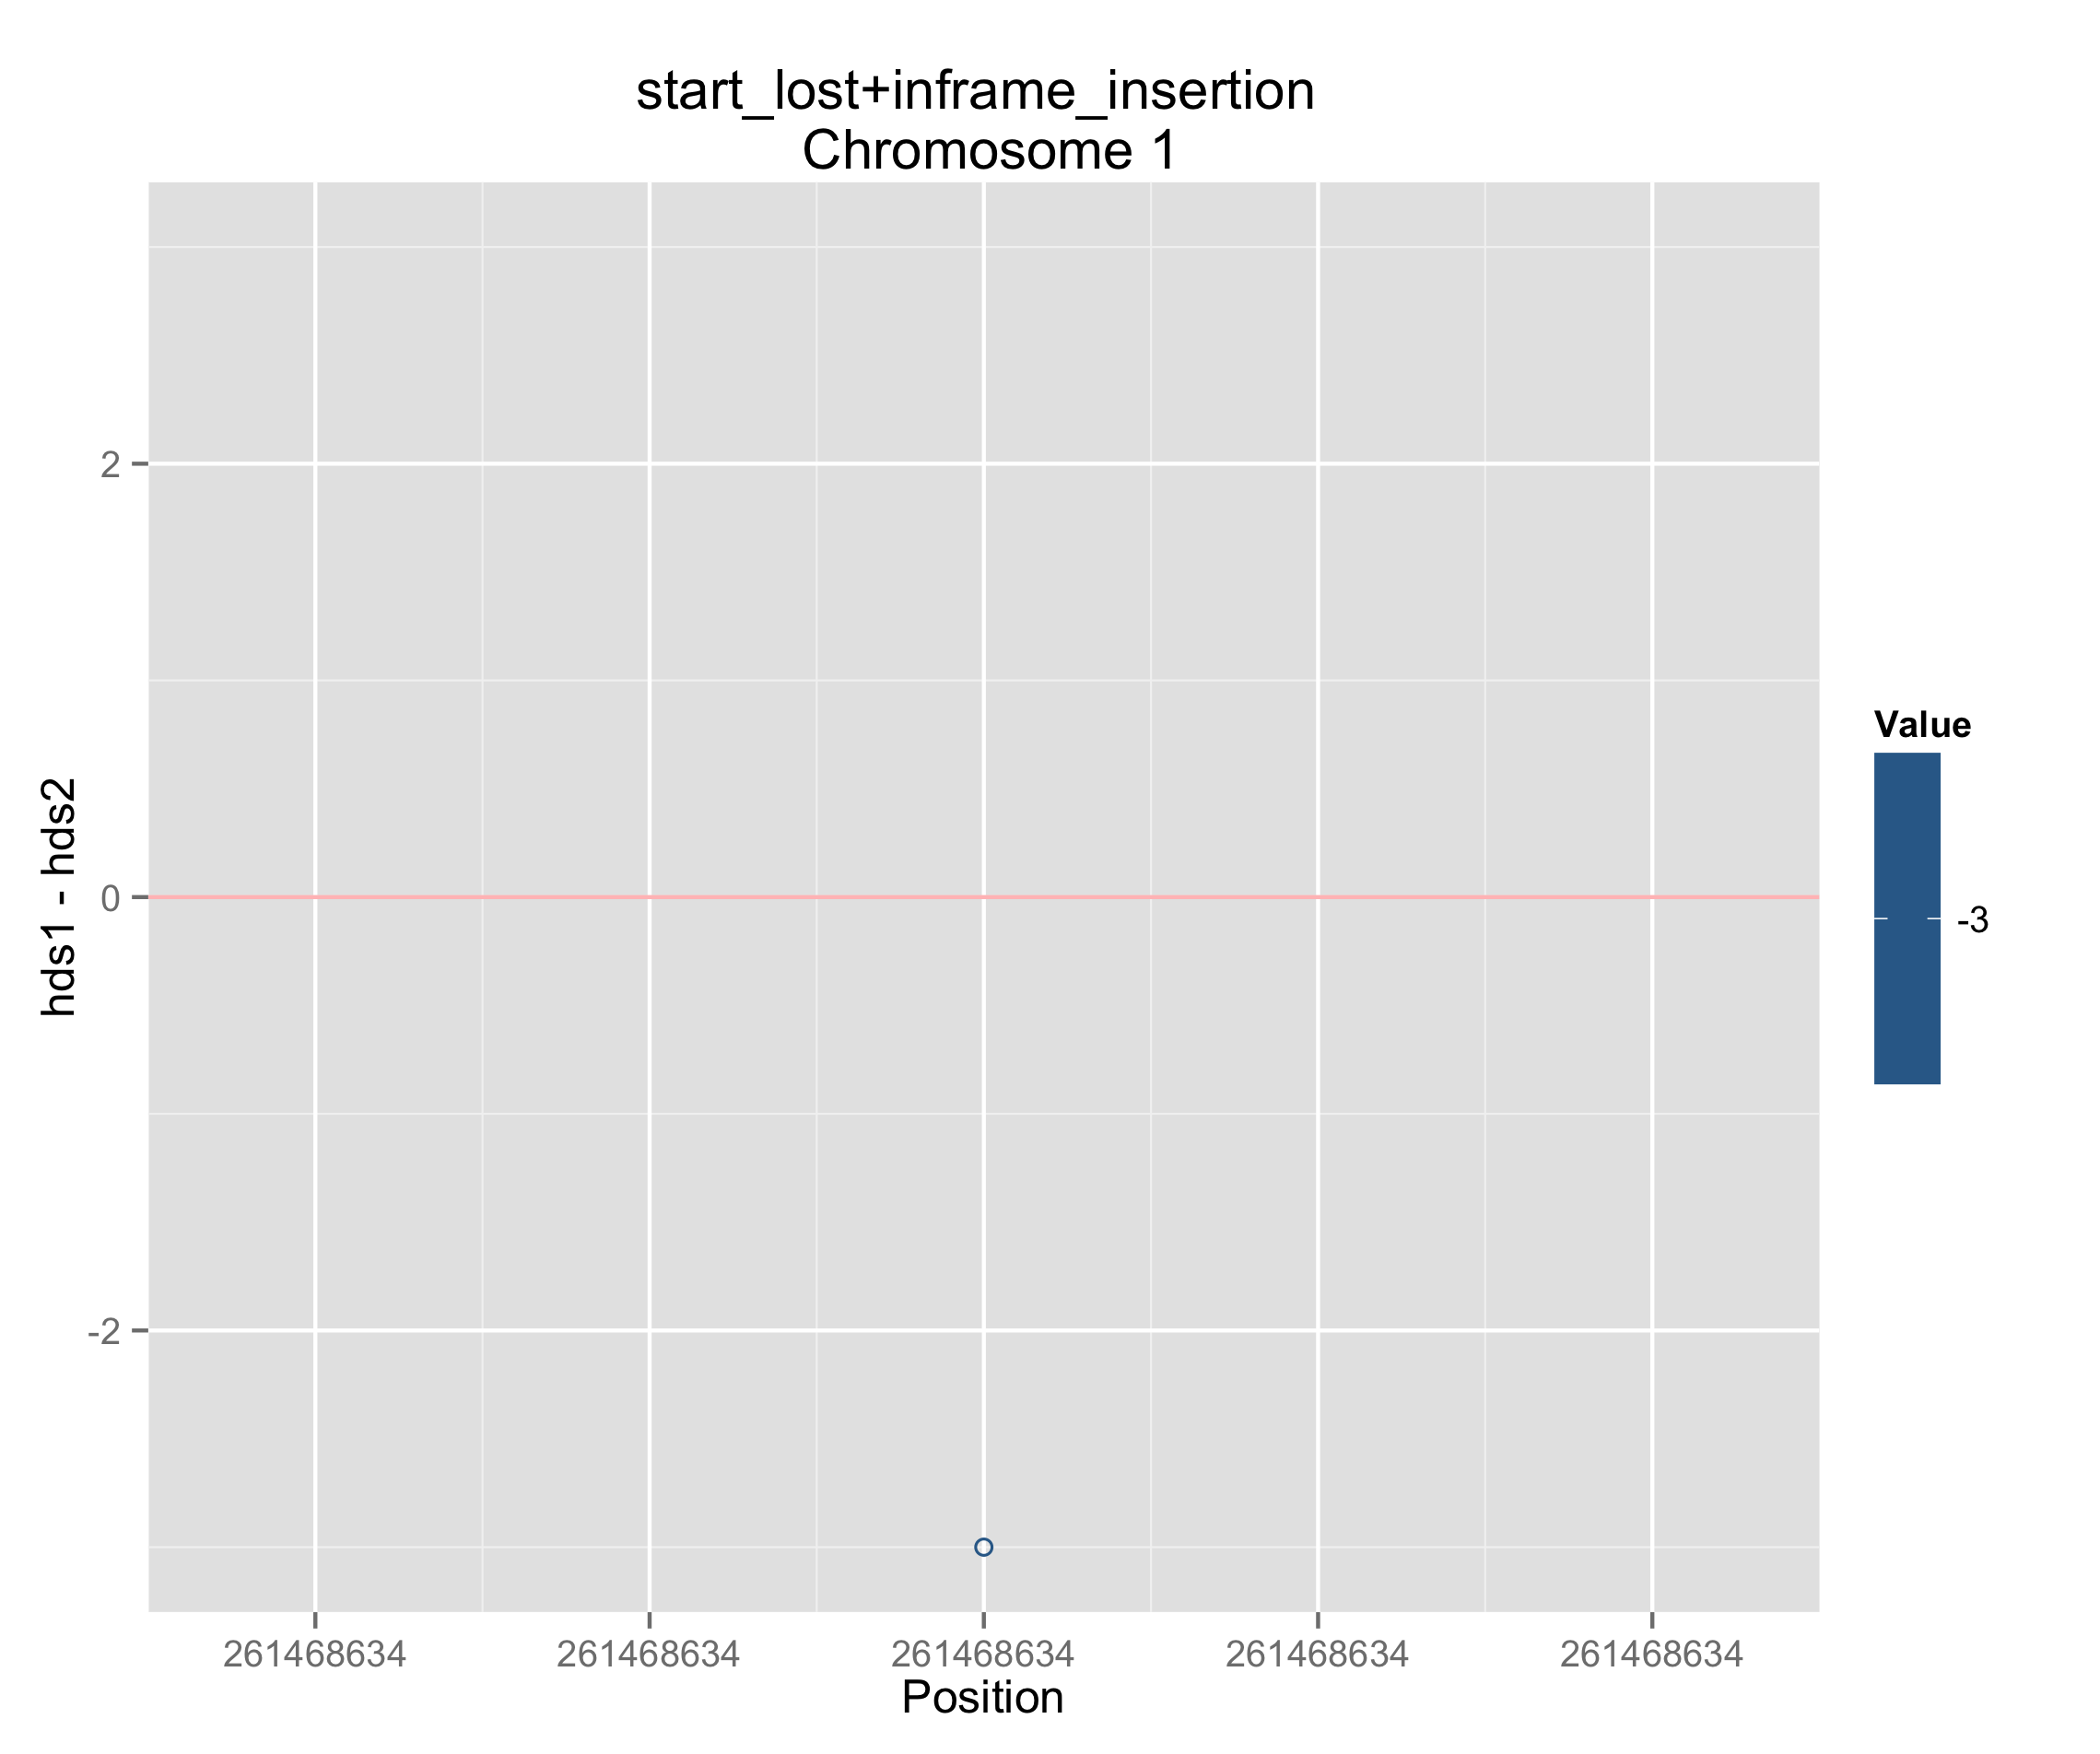 start_lost+inframe_insertion
Chromosome 1
hds1 - hds2
2
0
-2
261468634 261468634 261468634 261468634 261468634
Position
Value
-3